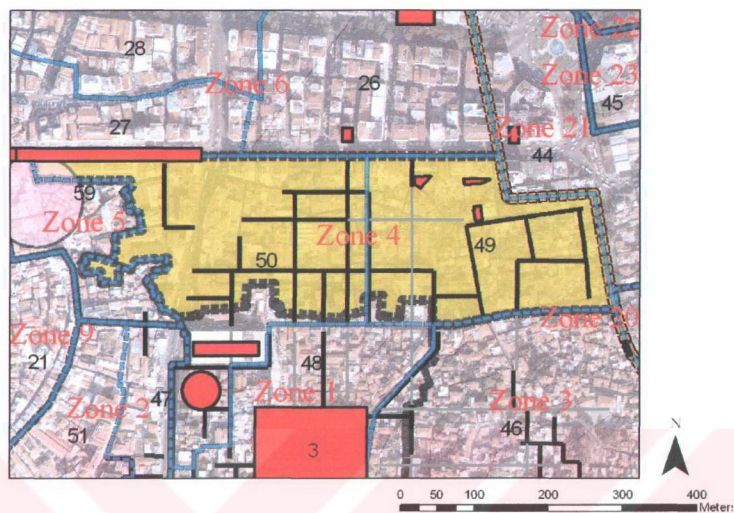 28
Zone 6
26
Zone 22
Zone 23
45
27
Zone 21
44
59
Zone 5
Zone 4
49
50
Zone 9
21
Zone 20
48
47
Zone 1
Zone 2
Zone 3
51
46
3
N
0 50 100 200 300 400
Meters